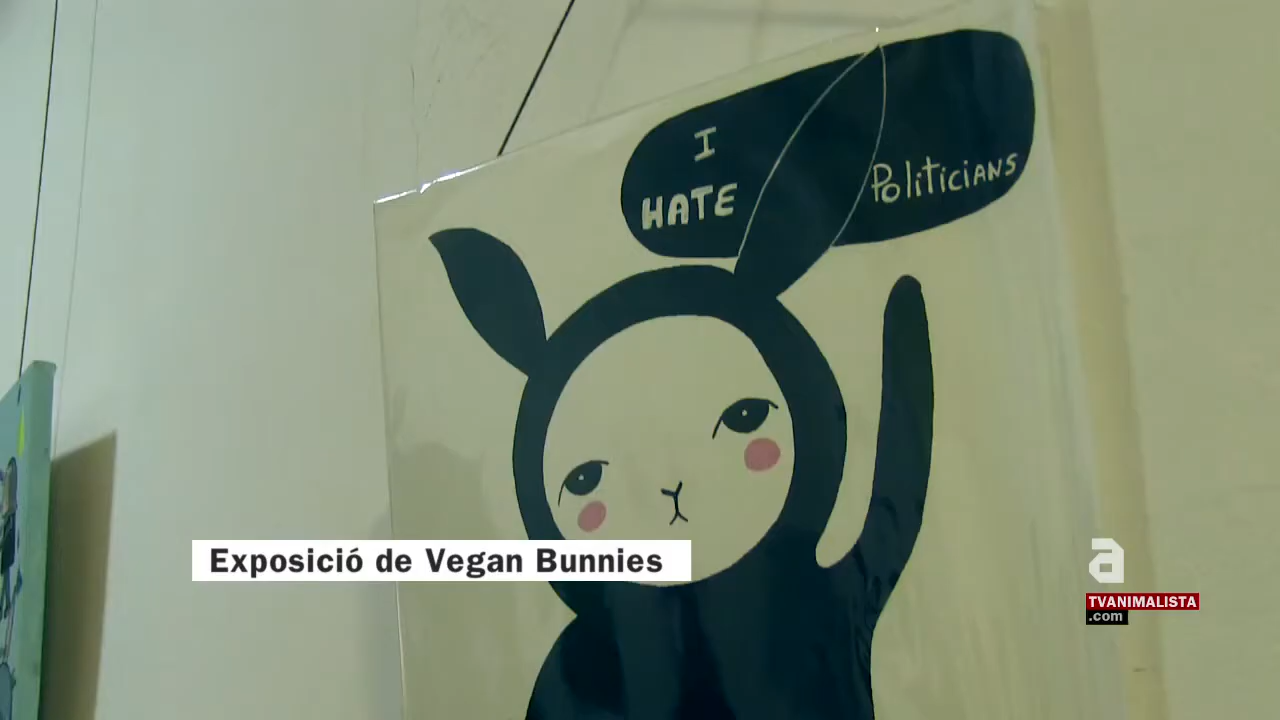 I
HATE
Politicians
Exposició de Vegan Bunnies
a
TVANIMALISTA
.com